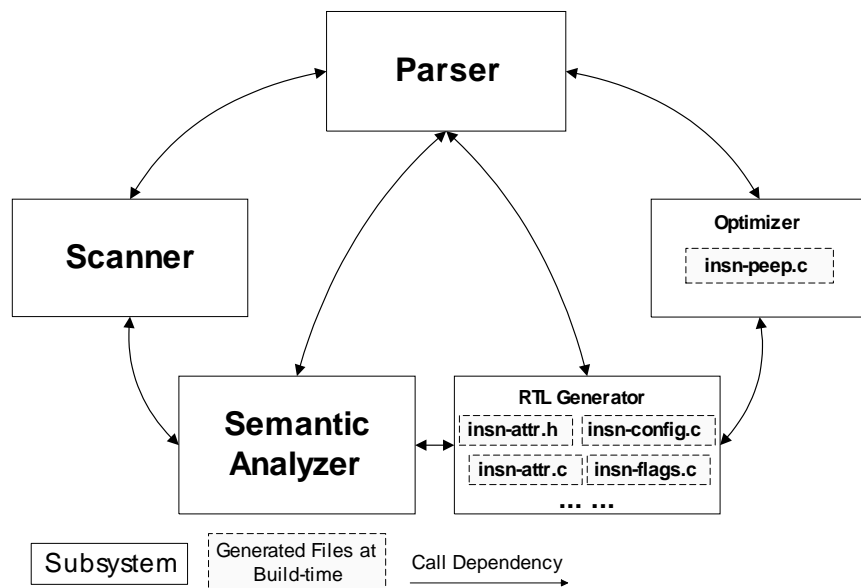 Parser
Scanner
Optimizer
insn-peep.c
Semantic
Analyzer
RTL Generator
insn-attr.h
insn-config.c
insn-attr.c
insn-flags.c
... ...
Subsystem
Generated Files at
Build-time
Call Dependency